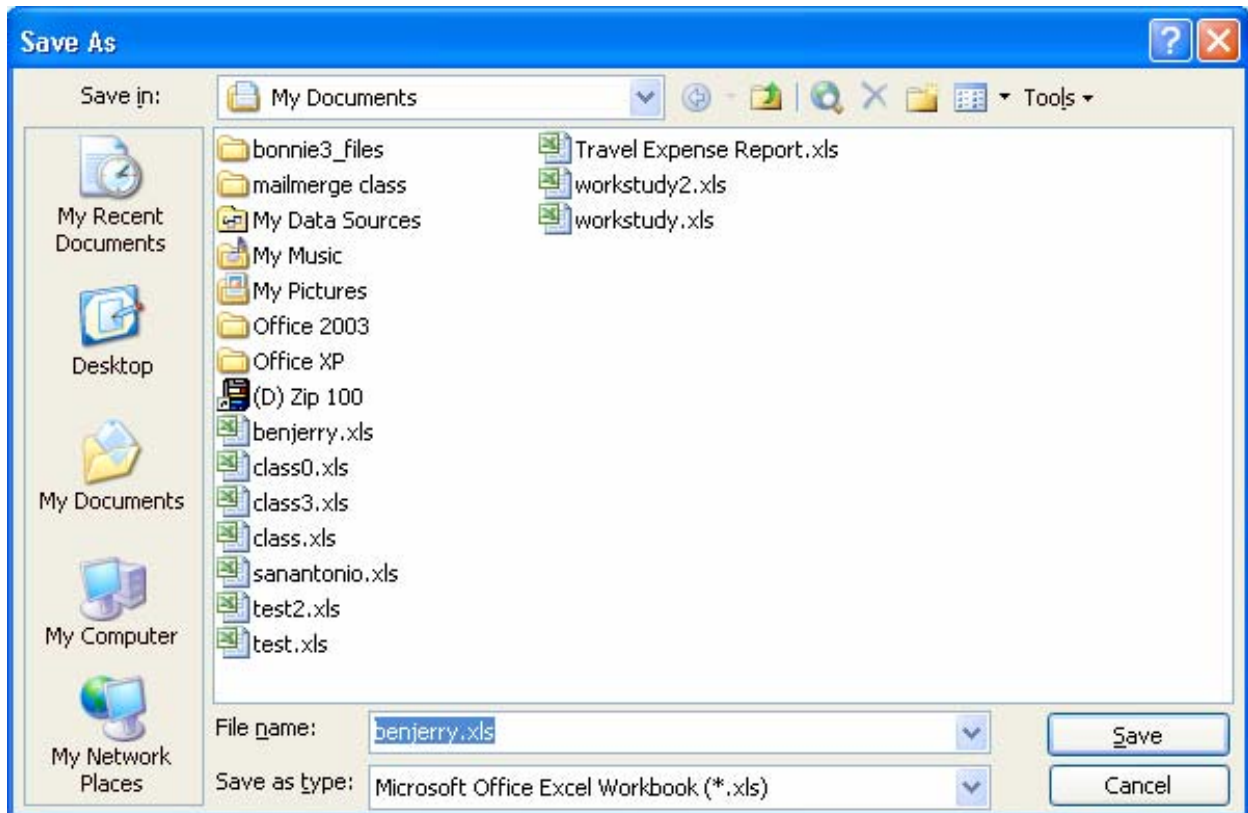 Save As
Save in:
My Documents
Tools
My Recent
Documents
Desktop
My Documents
My Computer
My Network
Places
bonnie3_files
mailmerge class
My Data Sources
My Music
My Pictures
Office 2003
Office XP
(D) Zip 100
benjerry.xls
class0.xls
class3.xls
class.xls
sanantonio.xls
test2.xls
test.xls
Travel Expense Report.xls
workstudy2.xls
workstudy.xls
File name:
benjerry.xls
Save
Save as type:
Microsoft Office Excel Workbook (*.xls)
Cancel